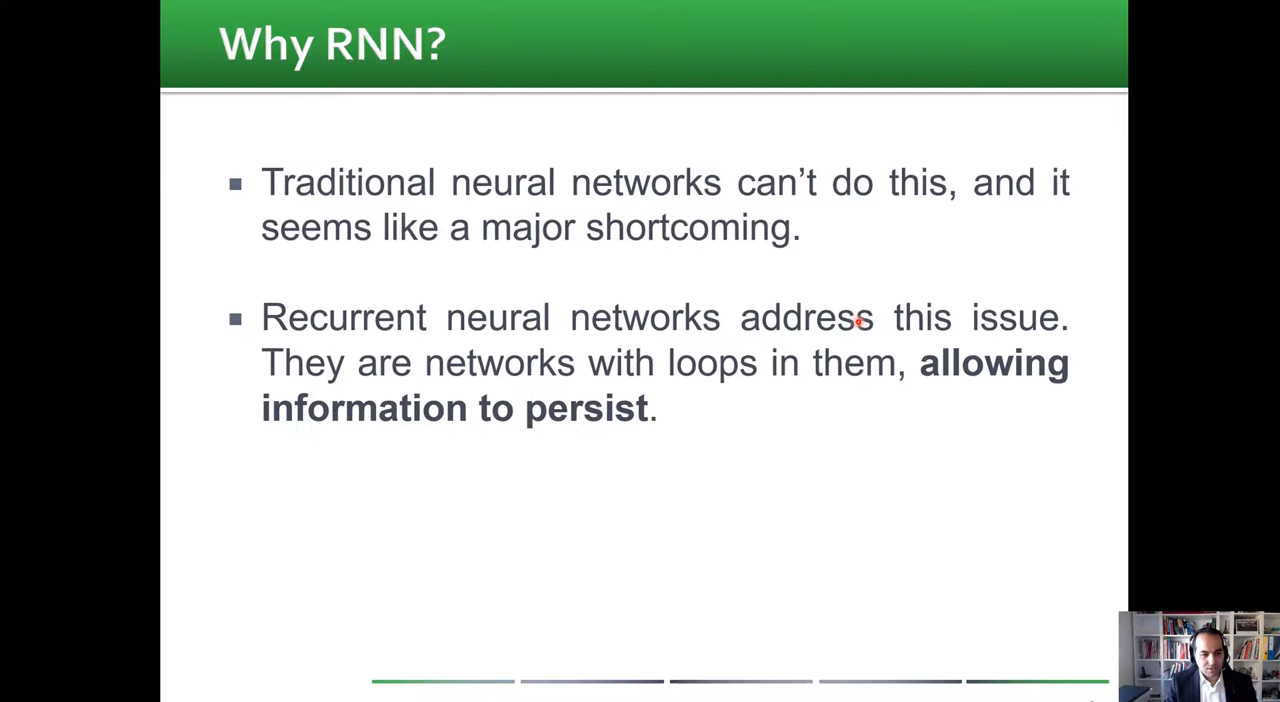 Why RNN?
Traditional neural networks can’t do this, and it
seems like a major shortcoming.
Recurrent neural networks address this issue.
They are networks with loops in them, allowing
information to persist.